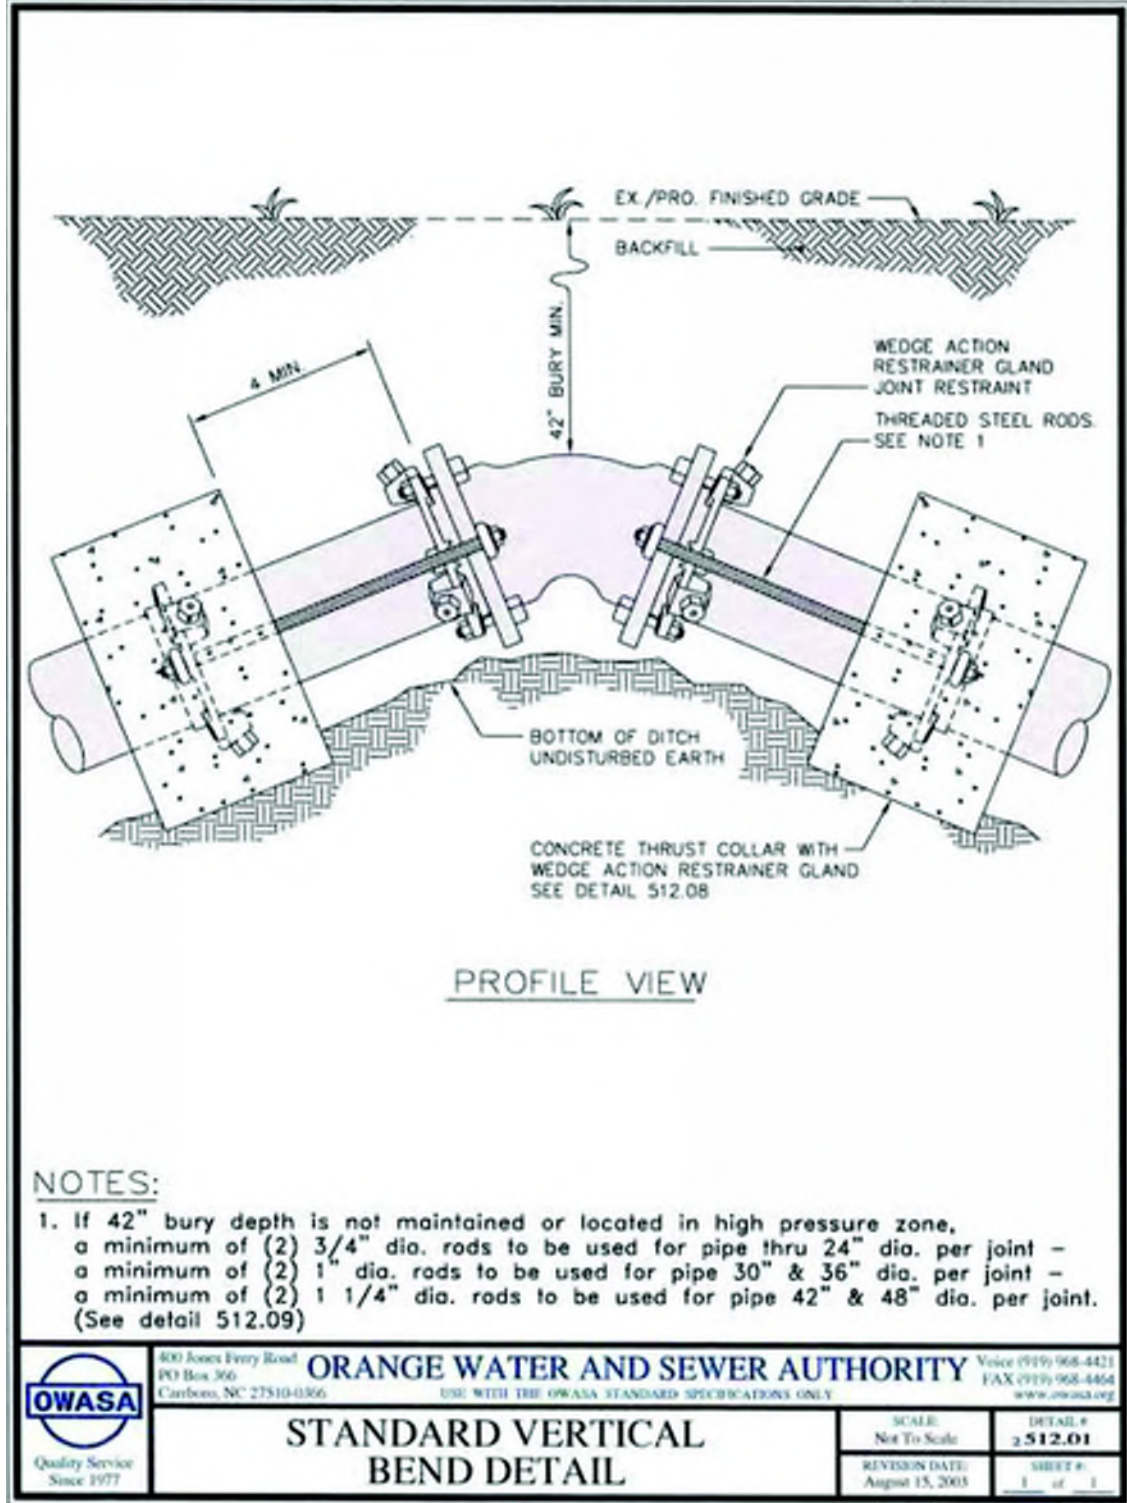 EX./PRO. FINISHED GRADE
BACKFILL
42" BURY MIN.
4 MIN.
WEDGE ACTION
RESTRAINER GLAND
JOINT RESTRAINT
THREADED STEEL RODS.
SEE NOTE 1
BOTTOM OF DITCH
UNDISTURBED EARTH
CONCRETE THRUST COLLAR WITH
WEDGE ACTION RESTRAINER GLAND
SEE DETAIL 512.08
PROFILE VIEW
NOTES:
1. If 42" bury depth is not maintained or located in high pressure zone,
a minimum of (2) 3/4" dia. rods to be used for pipe thru 24" dia. per joint –
a minimum of (2) 1" dia. rods to be used for pipe 30" & 36" dia. per joint –
a minimum of (2) 1 1/4" dia. rods to be used for pipe 42" & 48" dia. per joint.
(See detail 512.09)
OWASA
Quality Service
Since 1977
400 Jones Ferry Road
PO Box 366
Carrboro, NC 27510-0366
ORANGE WATER AND SEWER AUTHORITY
USE WITH THE OWASA STANDARD SPECIFICATIONS ONLY
Voice (919) 968-4421
FAX (919) 968-4464
www.owasa.org
STANDARD VERTICAL
BEND DETAIL
SCALE:
Not To Scale
DETAIL #
2 512.01
REVISION DATE:
August 15, 2003
SHEET #:
1 of 1